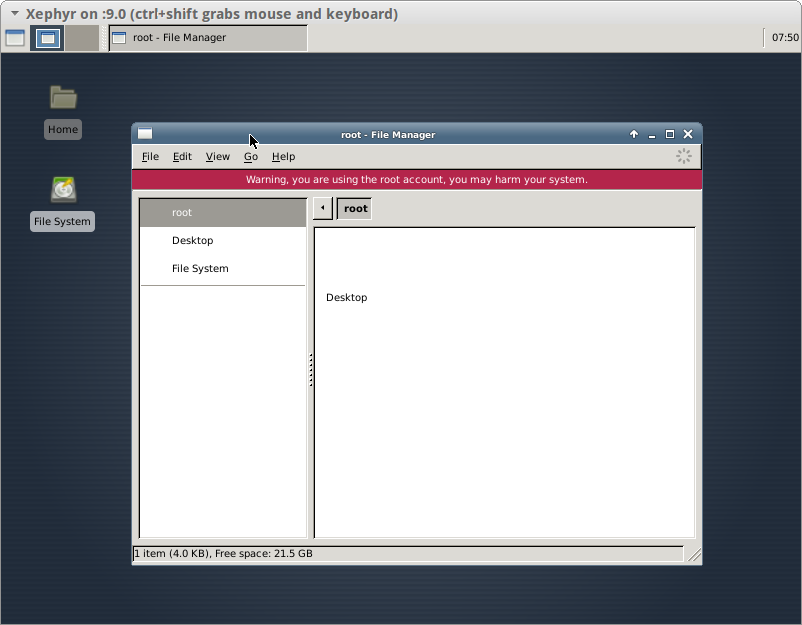 Xephyr on :9.0 (ctrl+shift grabs mouse and keyboard)
root - File Manager
07:50
Home
File System
root - File Manager
File Edit View Go Help
Warning, you are using the root account, you may harm your system.
root
Desktop
File System
root
Desktop
1 item (4.0 KB), Free space: 21.5 GB